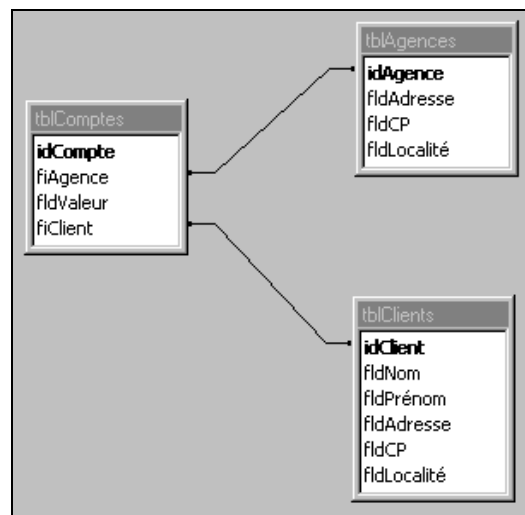 tblAgences
idAgence
fldAdresse
fldCP
fldLocalité
tblComptes
idCompte
fiAgence
fldValeur
fiClient
tblClients
idClient
fldNom
fldPrénom
fldAdresse
fldCP
fldLocalité